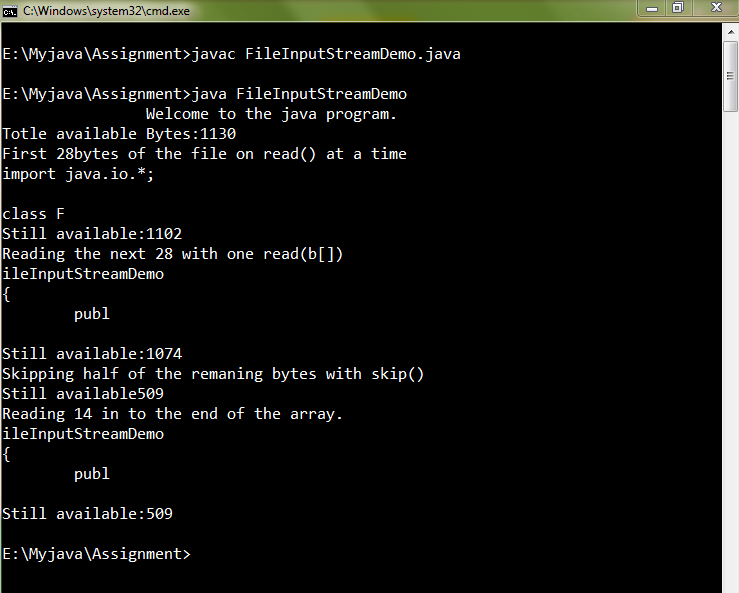 C:\Windows\system32\cmd.exe
E:\Myjava\Assignment>javac FileInputStreamDemo.java
E:\Myjava\Assignment>java FileInputStreamDemo
Welcome to the java program.
Totle available Bytes:1130
First 28bytes of the file on read() at a time
import java.io.*;
class F
Still available:1102
Reading the next 28 with one read(b[])
ileInputStreamDemo
{
publ
Still available:1074
Skipping half of the remaning bytes with skip()
Still available509
Reading 14 in to the end of the array.
ileInputStreamDemo
{
publ
Still available:509
E:\Myjava\Assignment>